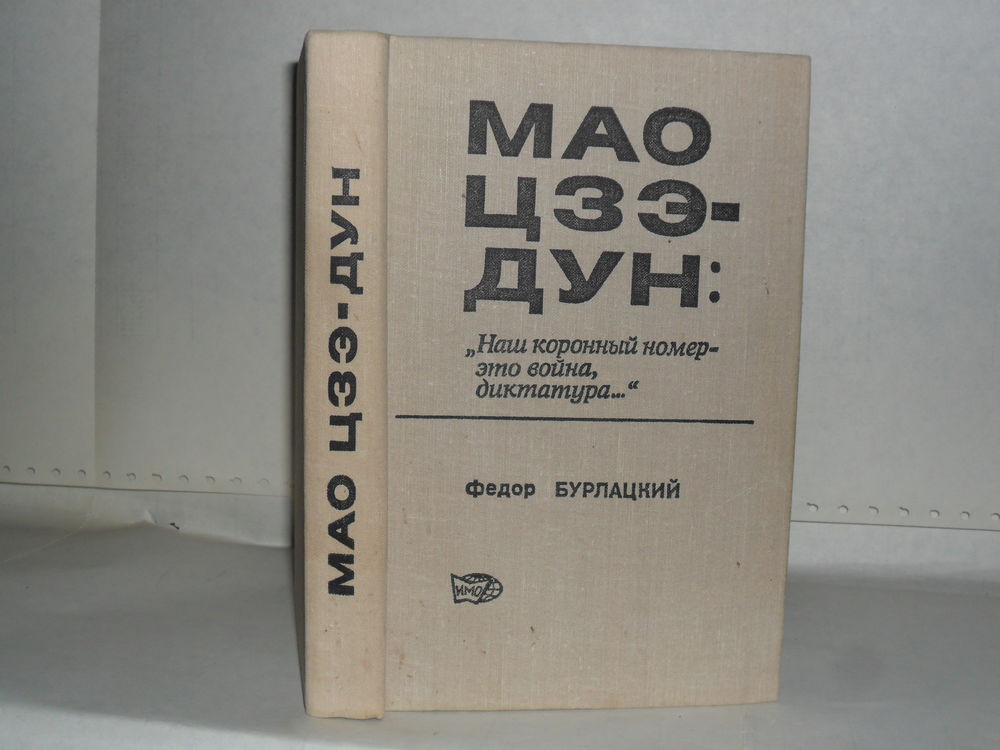 МАО ЦЗЭ-ДУН
МАО
ЦЗЭ-
ДУН:
„Наш коронный номер-
это война,
диктатура...“
Федор БУРЛАЦКИЙ
ИМО